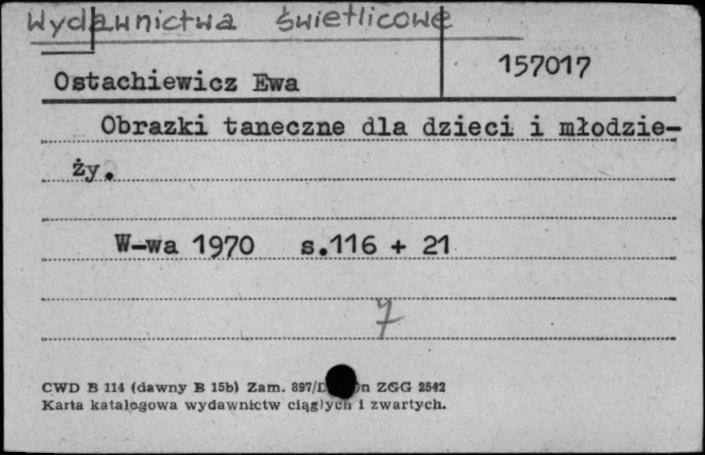 Wydawnictwa świetlicowe
Ostachiewicz Ewa
157017
Obrazki taneczne dla dzieci i młodzie-
ży.
W-wa 1970 s.116 + 21
7
CWD B 114 (dawny B 15b) Zam. 897/D n ZGG 2542
Karta katalogowa wydawnictw ciągłych i zwartych.